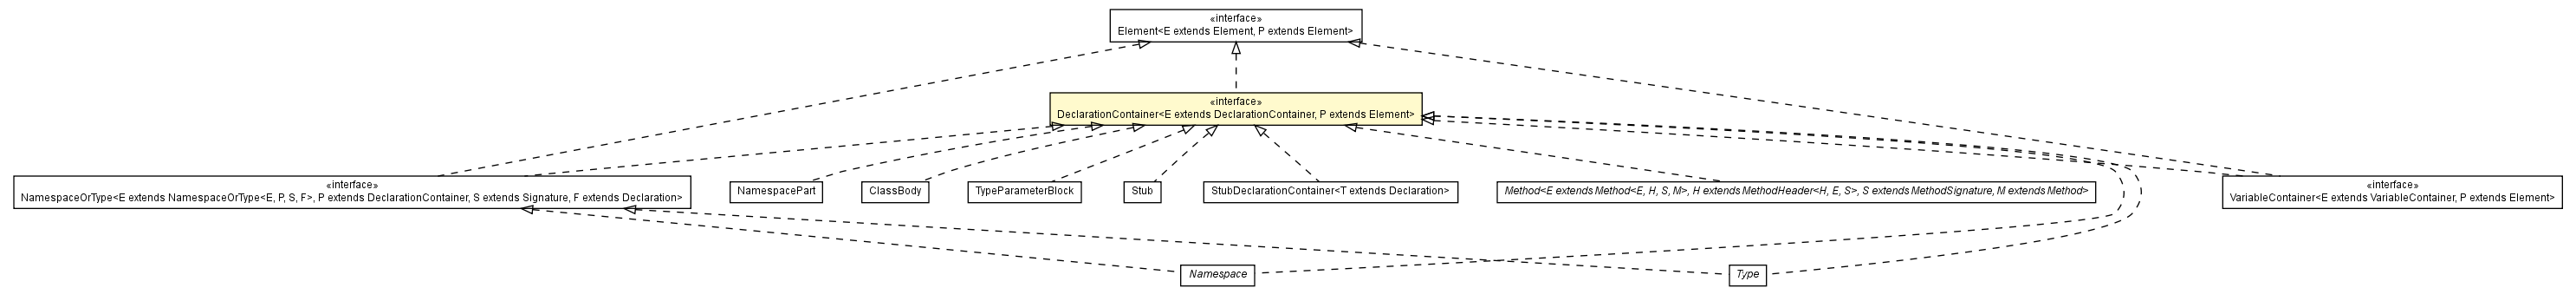 «interface»
Element<E extends Element, P extends Element>
«interface»
DeclarationContainer<E extends DeclarationContainer, P extends Element>
«interface»
NamespaceOrType<E extends NamespaceOrType<E, P, S, F>, P extends DeclarationContainer, S extends Signature, F extends Declaration>
NamespacePart
ClassBody
TypeParameterBlock
Stub
StubDeclarationContainer<T extends Declaration>
Method<E extends Method<E, H, S, M>, H extends MethodHeader<H, E, S>, S extends MethodSignature, M extends Method>
«interface»
VariableContainer<E extends VariableContainer, P extends Element>
Namespace
Type